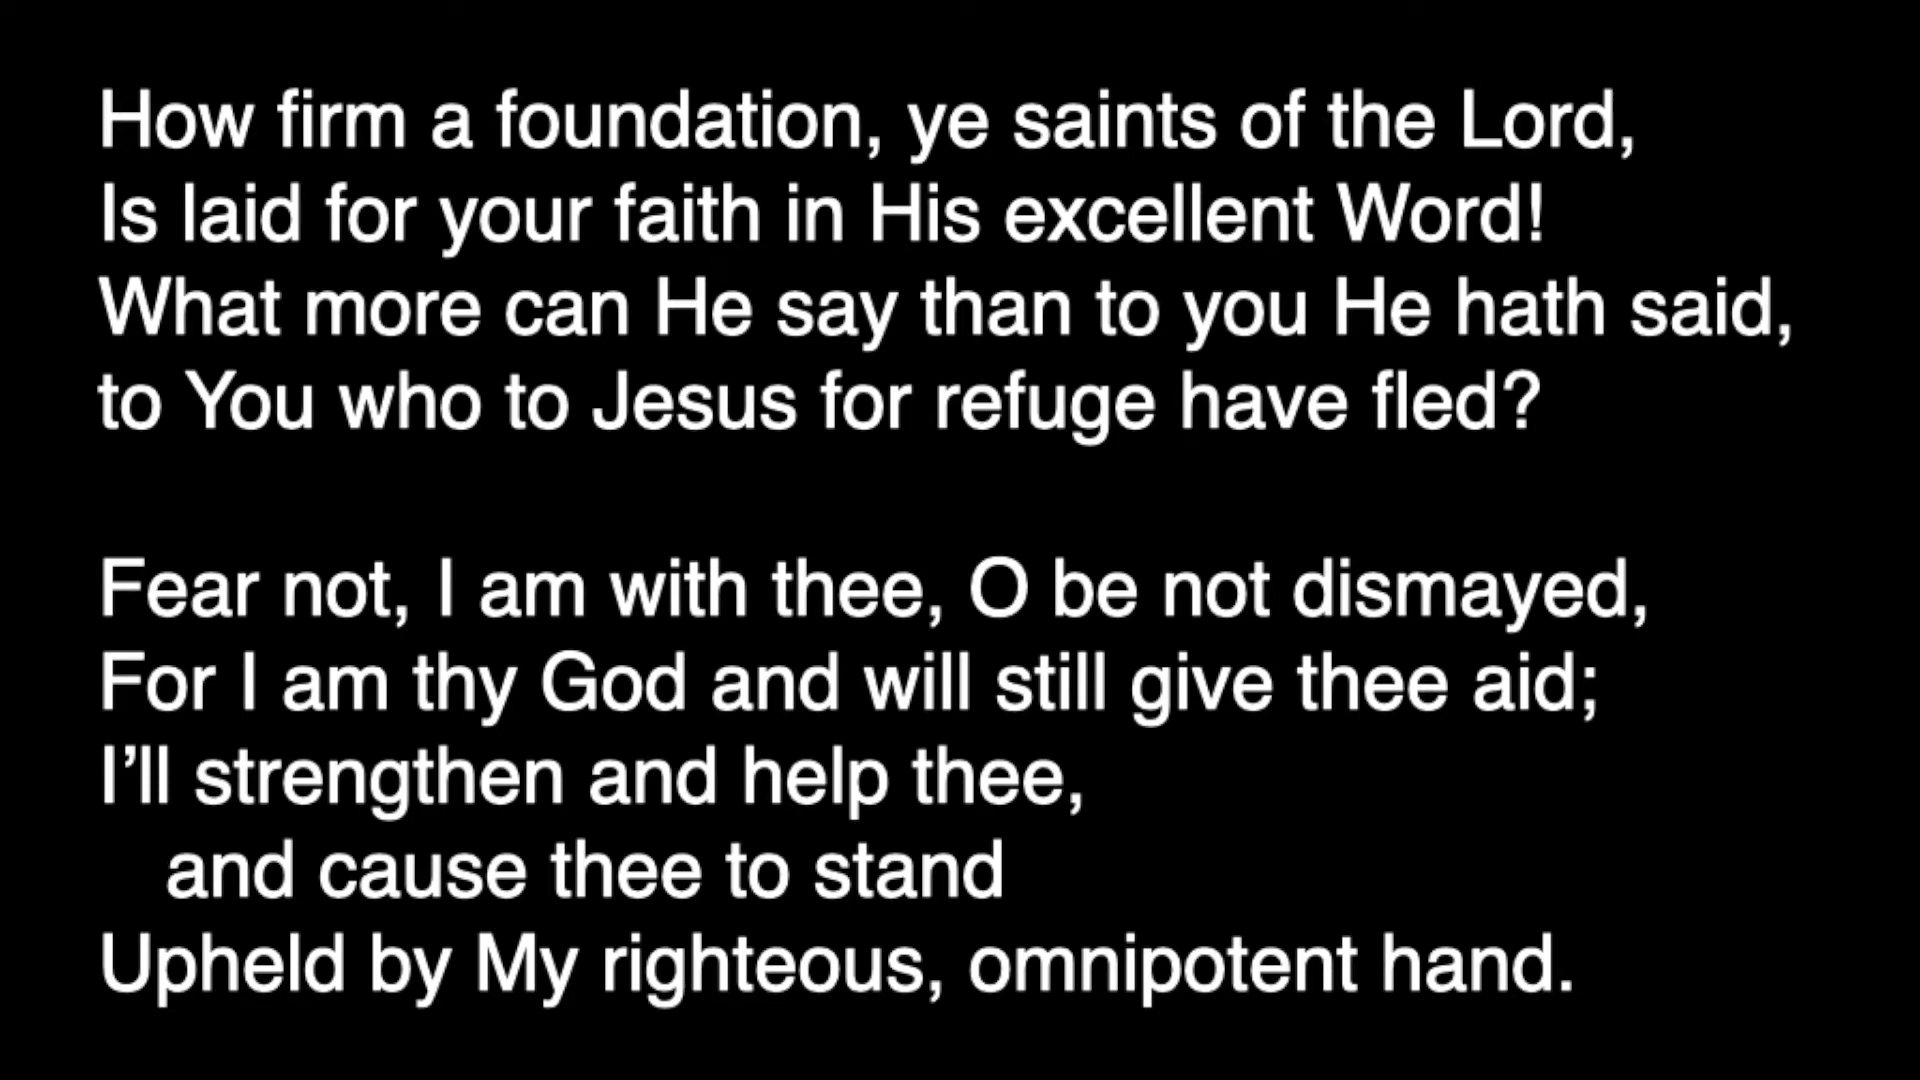 How firm a foundation, ye saints of the Lord,
Is laid for your faith in His excellent Word!
What more can He say than to you He hath said,
to You who to Jesus for refuge have fled?
Fear not, I am with thee, O be not dismayed,
For I am thy God and will still give thee aid;
I’ll strengthen and help thee,
and cause thee to stand
Upheld by My righteous, omnipotent hand.